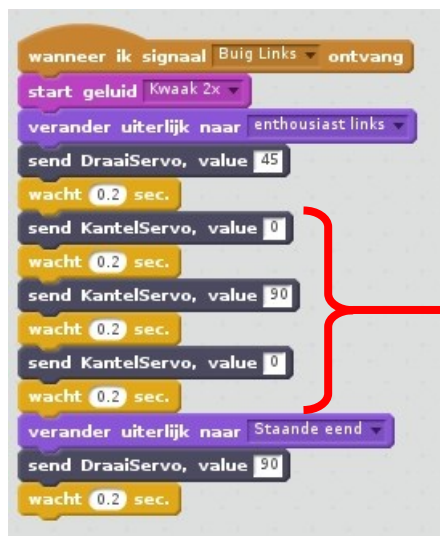 wanneer ik signaal Buig Links ontvang
start geluid Kwaak 2x
verander uiterlijk naar enthousiast links
send DraaiServo, value 45
wacht 0.2 sec.
send KantelServo, value 0
wacht 0.2 sec.
send KantelServo, value 90
wacht 0.2 sec.
send KantelServo, value 0
wacht 0.2 sec.
verander uiterlijk naar Staande eend
send DraaiServo, value 90
wacht 0.2 sec.